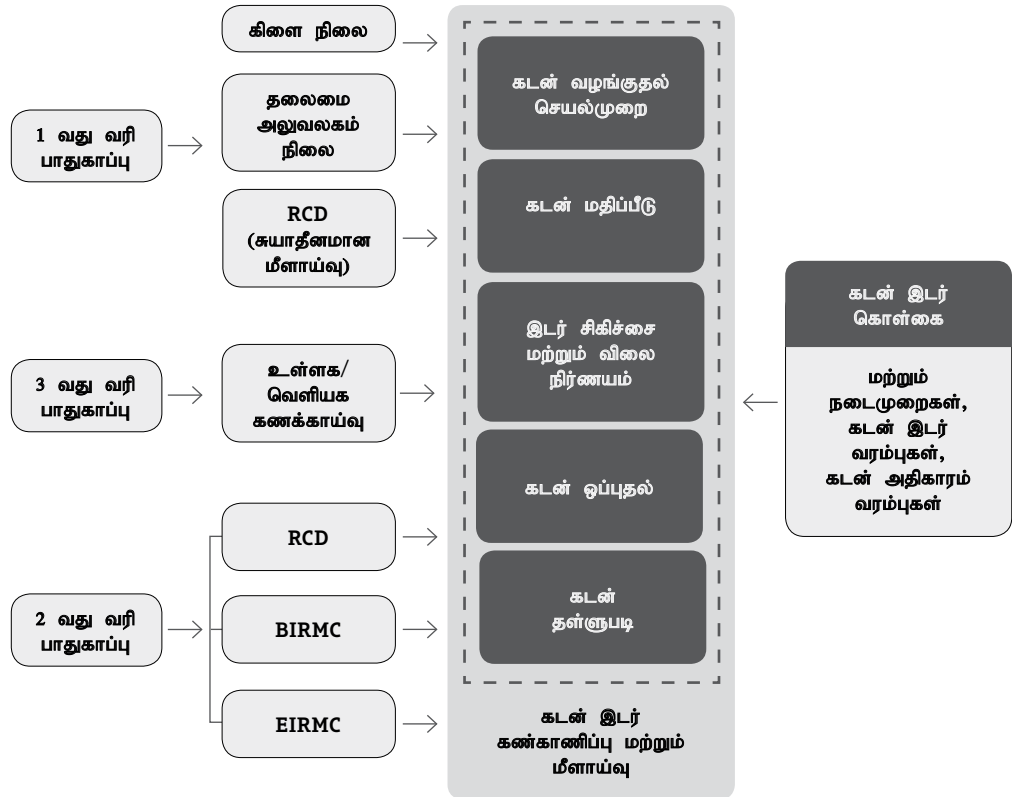 கிளை நிலை
1 வது வரி
பாதுகாப்பு
தலைமை
அலுவலகம்
நிலை
RCD
(சுயாதீனமான
மீளாய்வு)
3 வது வரி
பாதுகாப்பு
உள்ளக/
வெளியக
கணக்காய்வு
2 வது வரி
பாதுகாப்பு
RCD
BIRMC
EIRMC
கடன் வழங்குதல்
செயல்முறை
கடன் மதிப்பீடு
இடர் சிகிச்சை
மற்றும் விலை
நிர்ணயம்
கடன் ஒப்புதல்
கடன்
தள்ளுபடி
கடன் இடர்
கண்காணிப்பு மற்றும்
மீளாய்வு
கடன் இடர்
கொள்கை
மற்றும்
நடைமுறைகள்,
கடன் இடர்
வரம்புகள்,
கடன் அதிகாரம்
வரம்புகள்